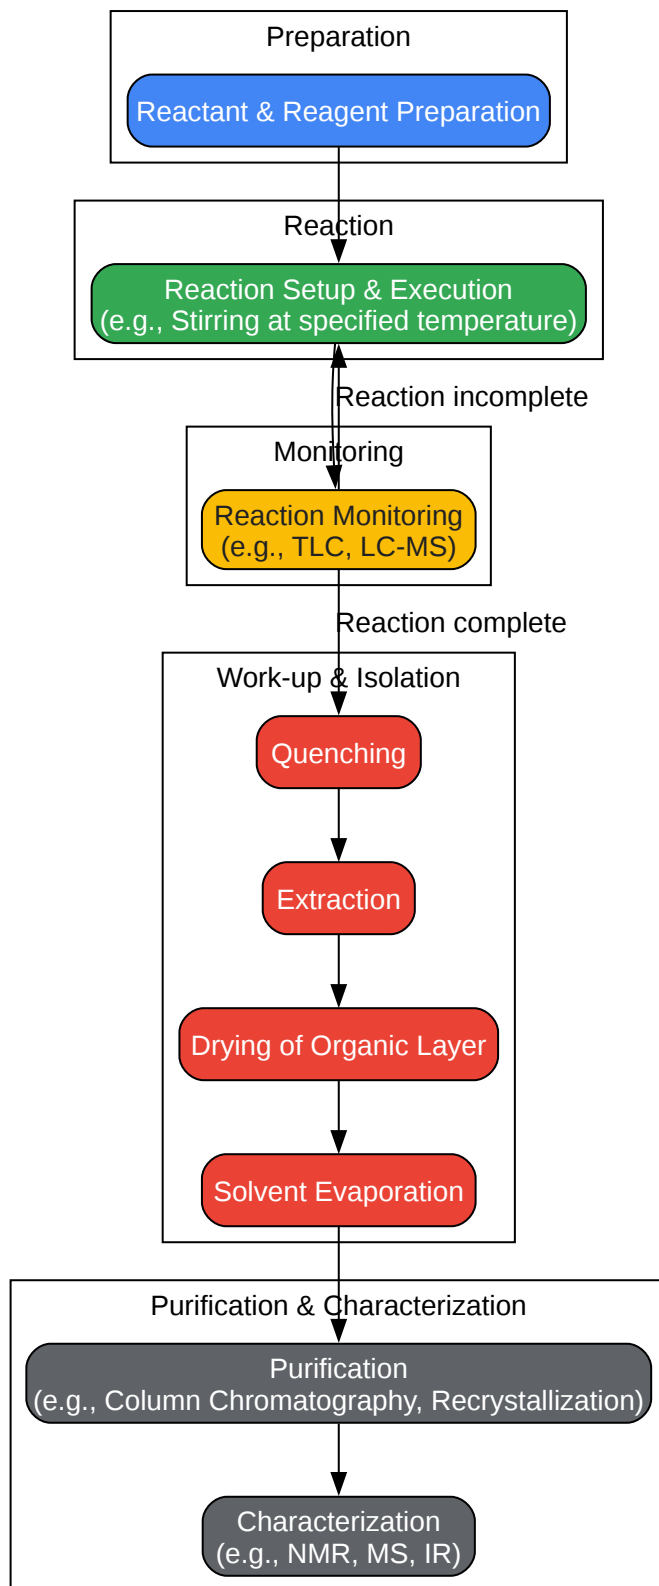 Preparation
Reactant & Reagent Preparation
Reaction
Reaction Setup & Execution
(e.g., Stirring at specified temperature)
Reaction incomplete
Monitoring
Reaction Monitoring
(e.g., TLC, LC-MS)
Reaction complete
Work-up & Isolation
Quenching
Extraction
Drying of Organic Layer
Solvent Evaporation
Purification & Characterization
Purification
(e.g., Column Chromatography, Recrystallization)
Characterization
(e.g., NMR, MS, IR)